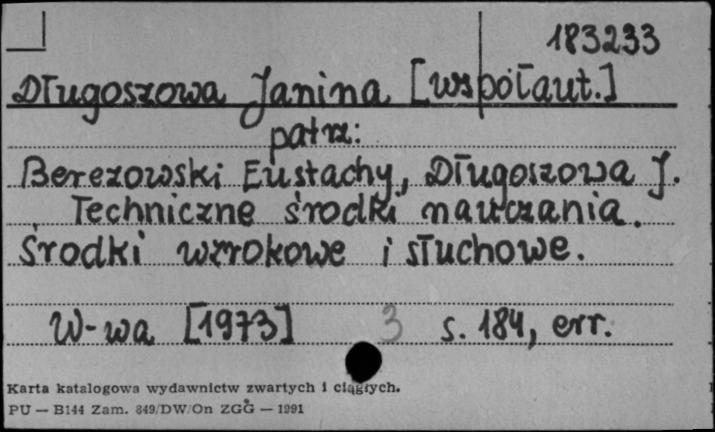 183233
Długoszowa Janina [współaut.]
patrz:
Berezowski Eustachy, Długoszowa J.
Techniczne środki nauczania.
Środki wzrokowe i słuchowe.
W-wa [1973] 3 s. 184, err.
Karta katalogowa wydawnictw zwartych i ciągłych.
PU — B144 Zam. 849/DW/On ZGG — 1991